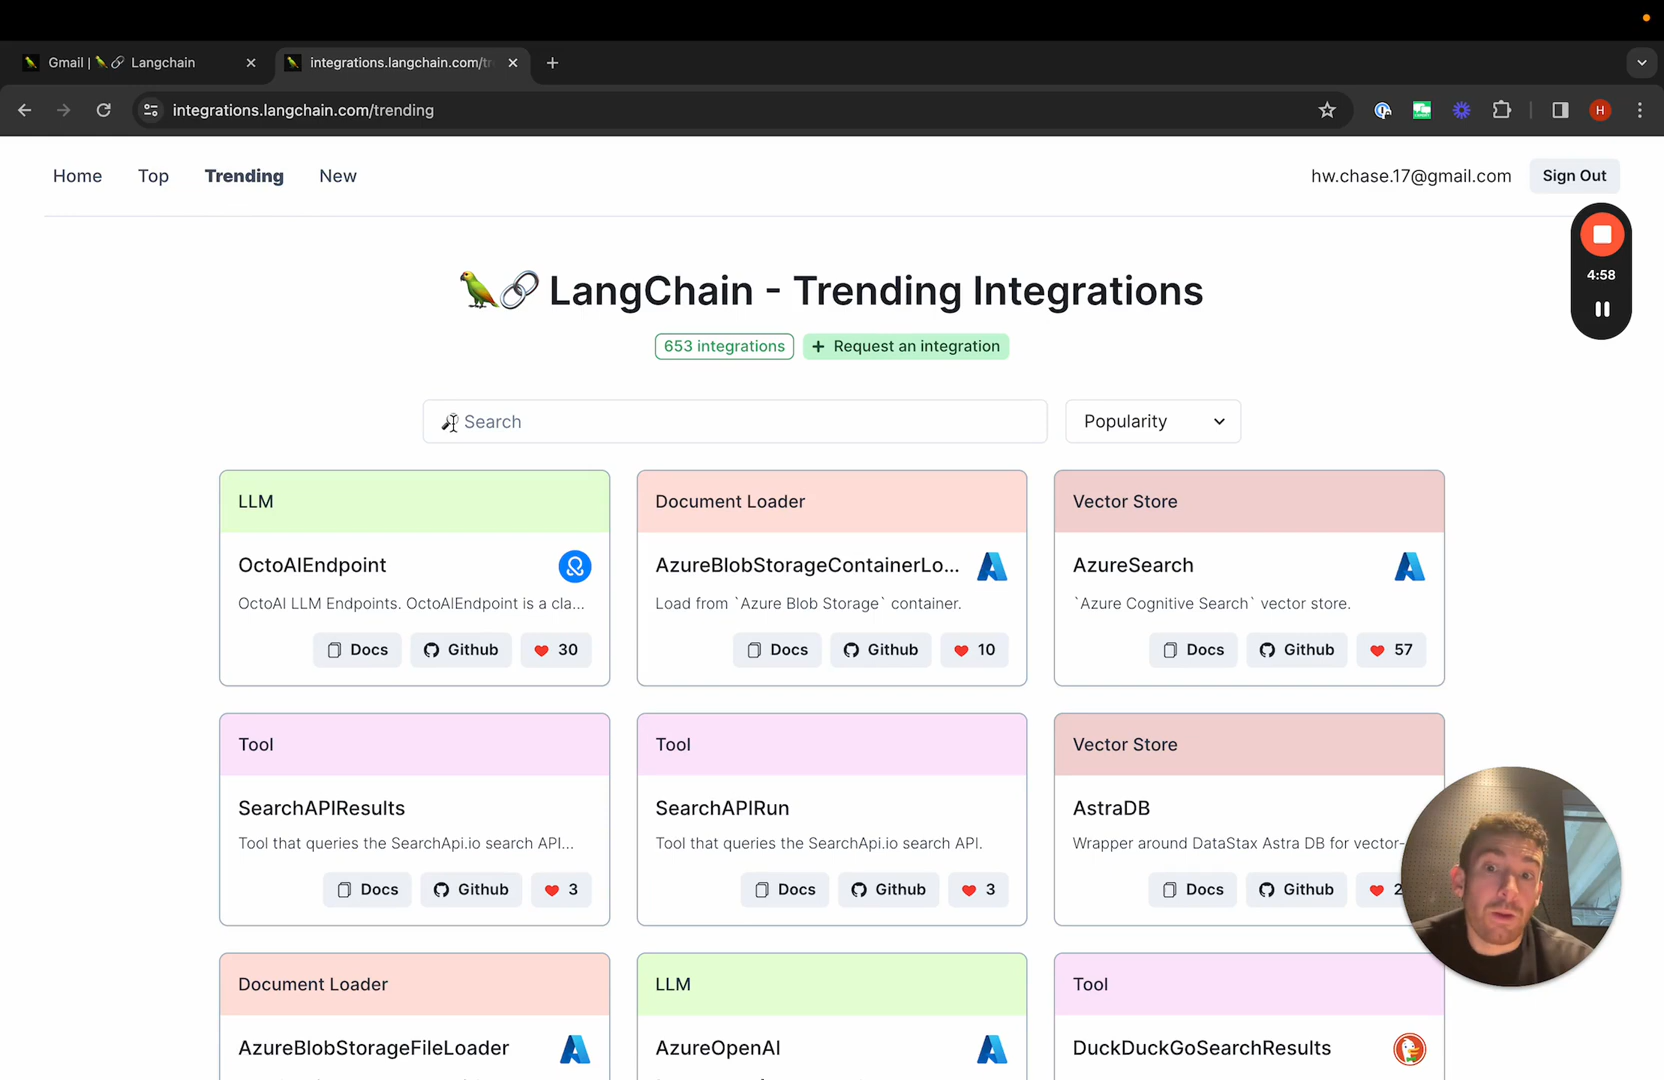 Gmail | 🦜🔗 Langchain
integrations.langchain.com/tr
integrations.langchain.com/trending
H
Home Top Trending New
hw.chase.17@gmail.com Sign Out
4:58
🦜🔗 LangChain - Trending Integrations
653 integrations + Request an integration
Search
Popularity
LLM
OctoAIEndpoint
OctoAI LLM Endpoints. OctoAIEndpoint is a cla...
Docs Github 30
Document Loader
AzureBlobStorageContainerLo...
Load from `Azure Blob Storage` container.
Docs Github 10
Vector Store
AzureSearch
`Azure Cognitive Search` vector store.
Docs Github 57
Tool
SearchAPIResults
Tool that queries the SearchApi.io search API...
Docs Github 3
Tool
SearchAPIRun
Tool that queries the SearchApi.io search API.
Docs Github 3
Vector Store
AstraDB
Wrapper around DataStax Astra DB for vector-
Docs Github
Document Loader
AzureBlobStorageFileLoader
LLM
AzureOpenAI
Tool
DuckDuckGoSearchResults